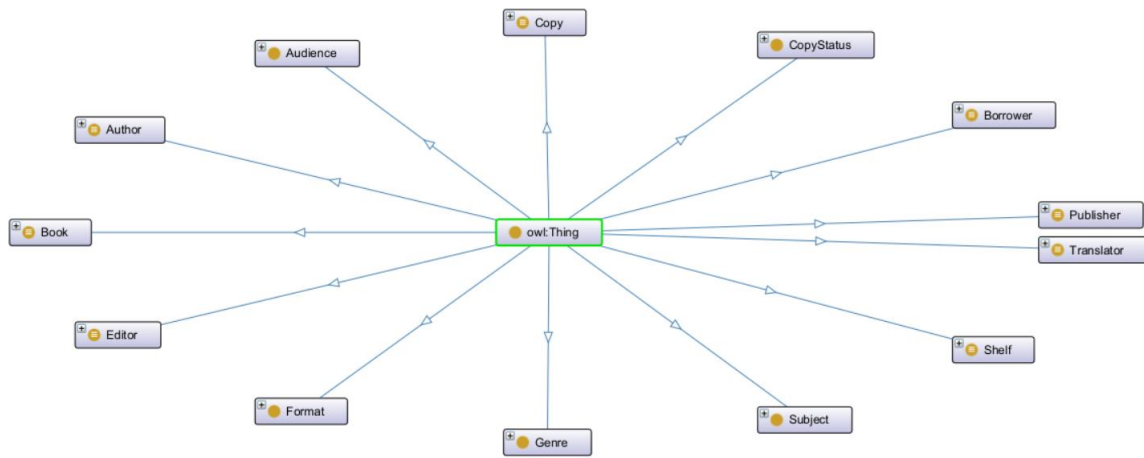 Copy
CopyStatus
Audience
Borrower
Author
Publisher
Book
owl:Thing
Translator
Editor
Shelf
Format
Subject
Genre